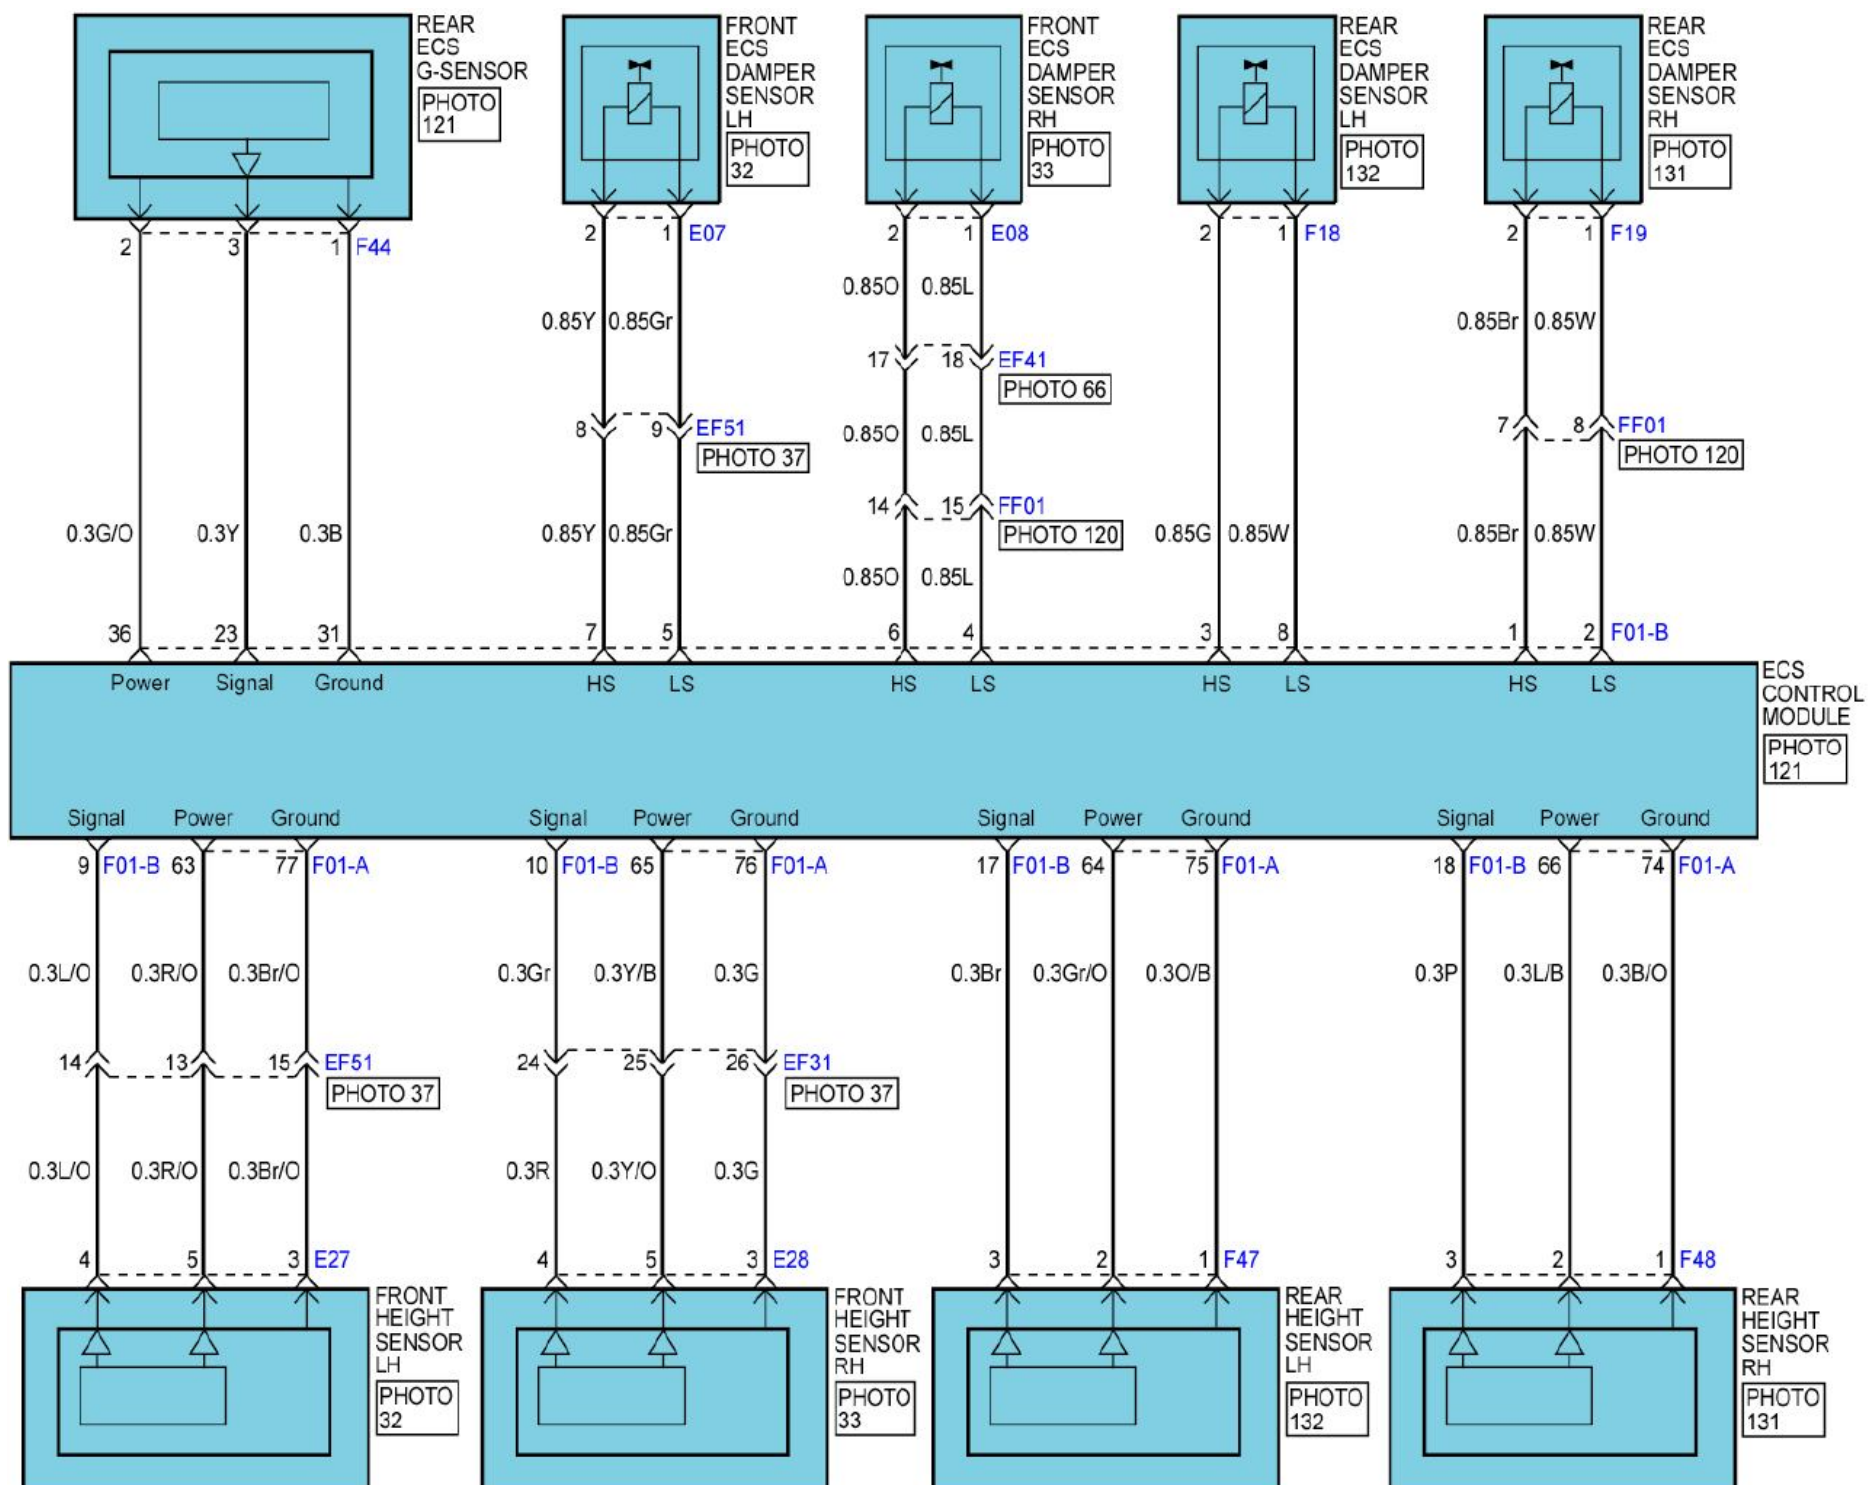 REAR
ECS
G-SENSOR
PHOTO
121
FRONT
ECS
DAMPER
SENSOR
LH
PHOTO
32
FRONT
ECS
DAMPER
SENSOR
RH
PHOTO
33
REAR
ECS
DAMPER
SENSOR
LH
PHOTO
132
REAR
ECS
DAMPER
SENSOR
RH
PHOTO
131
2 3 1 F44
2 1 E07
2 1 E08
2 1 F18
2 1 F19
0.85O 0.85L
0.85Y 0.85Gr
0.85Br 0.85W
17 18 EF41
PHOTO 66
8 9 EF51
PHOTO 37
0.85O 0.85L
7 8 FF01
PHOTO 120
14 15 FF01
PHOTO 120
0.3G/O 0.3Y 0.3B
0.85Y 0.85Gr
0.85G 0.85W
0.85Br 0.85W
0.85O 0.85L
36 23 31
7 5
6 4
3 8
1 2 F01-B
Power Signal Ground
HS LS
HS LS
HS LS
HS LS
ECS
CONTROL
MODULE
PHOTO
121
Signal Power Ground
Signal Power Ground
Signal Power Ground
Signal Power Ground
9 F01-B 63 77 F01-A
10 F01-B 65 76 F01-A
17 F01-B 64 75 F01-A
18 F01-B 66 74 F01-A
0.3L/O 0.3R/O 0.3Br/O
0.3Gr 0.3Y/B 0.3G
0.3Br 0.3Gr/O 0.3O/B
0.3P 0.3L/B 0.3B/O
14 13 15 EF51
PHOTO 37
24 25 26 EF31
PHOTO 37
0.3L/O 0.3R/O 0.3Br/O
0.3R 0.3Y/O 0.3G
4 5 3 E27
4 5 3 E28
3 2 1 F47
3 2 1 F48
FRONT
HEIGHT
SENSOR
LH
PHOTO
32
FRONT
HEIGHT
SENSOR
RH
PHOTO
33
REAR
HEIGHT
SENSOR
LH
PHOTO
132
REAR
HEIGHT
SENSOR
RH
PHOTO
131